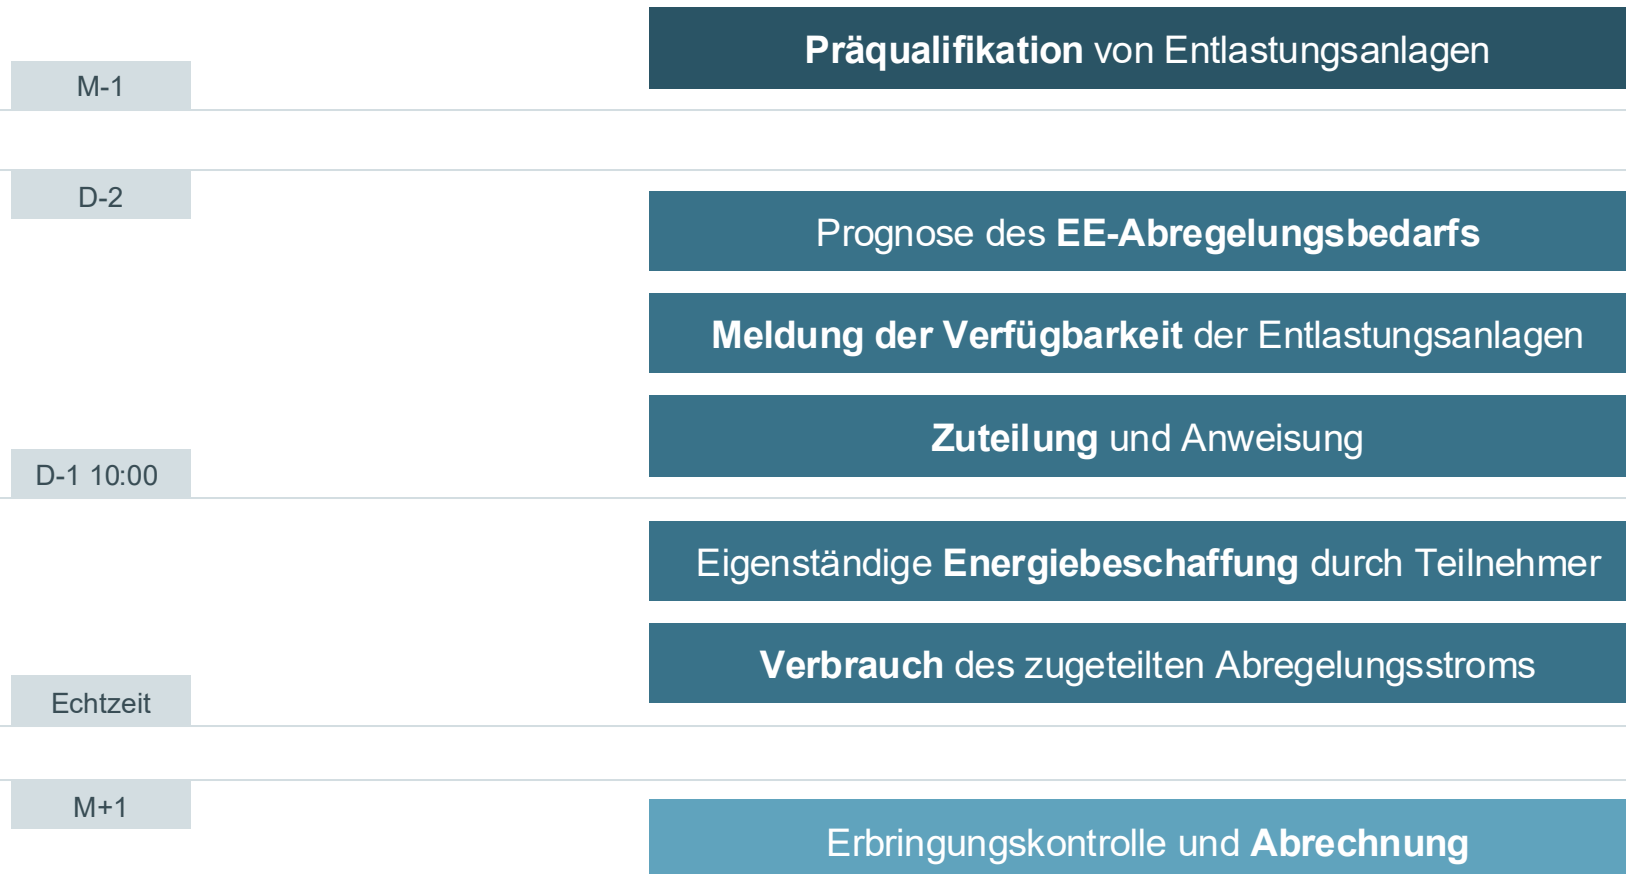 Präqualifikation von Entlastungsanlagen
M-1
D-2
Prognose des EE-Abregelungsbedarfs
Meldung der Verfügbarkeit der Entlastungsanlagen
Zuteilung und Anweisung
D-1 10:00
Eigenständige Energiebeschaffung durch Teilnehmer
Verbrauch des zugeteilten Abregelungsstroms
Echtzeit
M+1
Erbringungskontrolle und Abrechnung